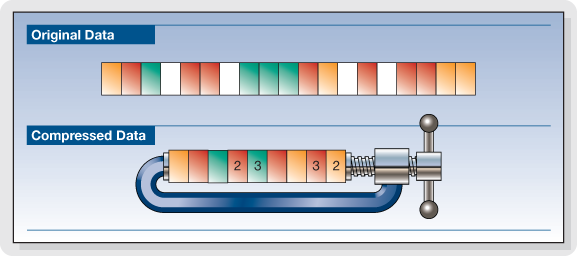 Original Data
Compressed Data
2 3 3 2